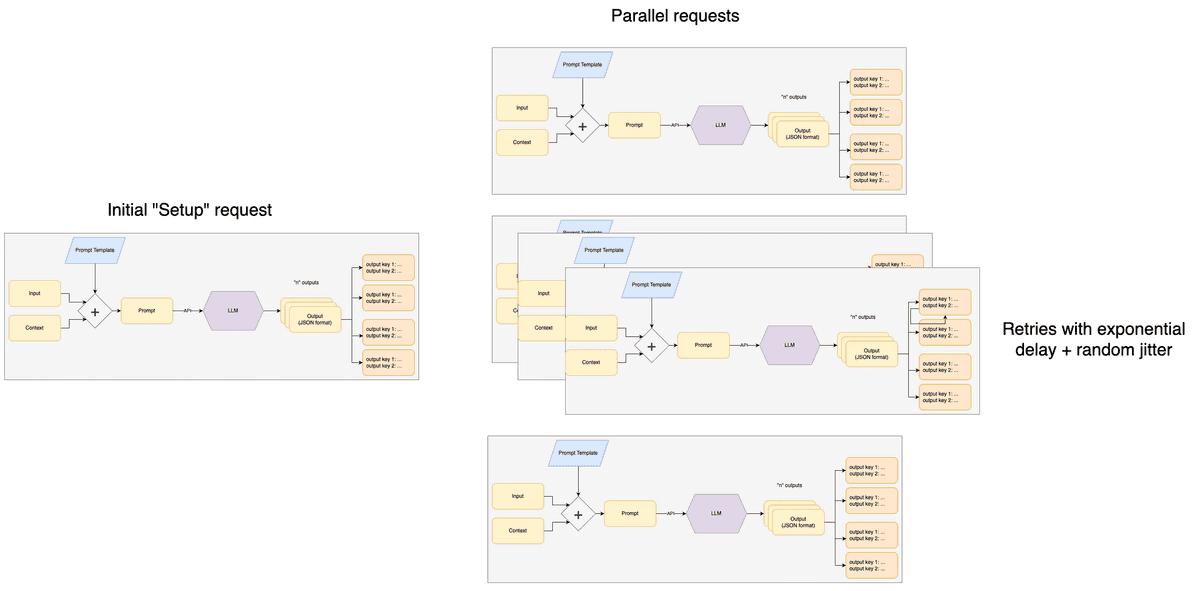 Parallel requests
Prompt Template
Input
Context
+
Prompt
API
LLM
"n" outputs
Output
(JSON format)
output key 1: ...
output key 2: ...
output key 1: ...
output key 3: ...
output key 1: ...
output key 2: ...
output key 1: ...
output key 2: ...
Initial "Setup" request
Prompt Template
Input
Context
+
Prompt
API
LLM
"n" outputs
Output
(JSON format)
output key 1: ...
output key 2: ...
output key 1: ...
output key 2: ...
output key 1: ...
output key 2: ...
output key 1: ...
output key 2: ...
Prompt Template
Prompt Template
Input
Context
output key 1: ...
Prompt Template
Input
Context
+
Prompt
API
LLM
"n" outputs
Output
(JSON format)
output key 1: ...
output key 2: ...
output key 1: ...
output key 2: ...
output key 1: ...
output key 2: ...
output key 1: ...
output key 2: ...
Retries with exponential
delay + random jitter
Prompt Template
Input
Context
+
Prompt
API
LLM
"n" outputs
Output
(JSON format)
output key 1: ...
output key 2: ...
output key 1: ...
output key 2: ...
output key 1: ...
output key 2: ...
output key 1: ...
output key 2: ...